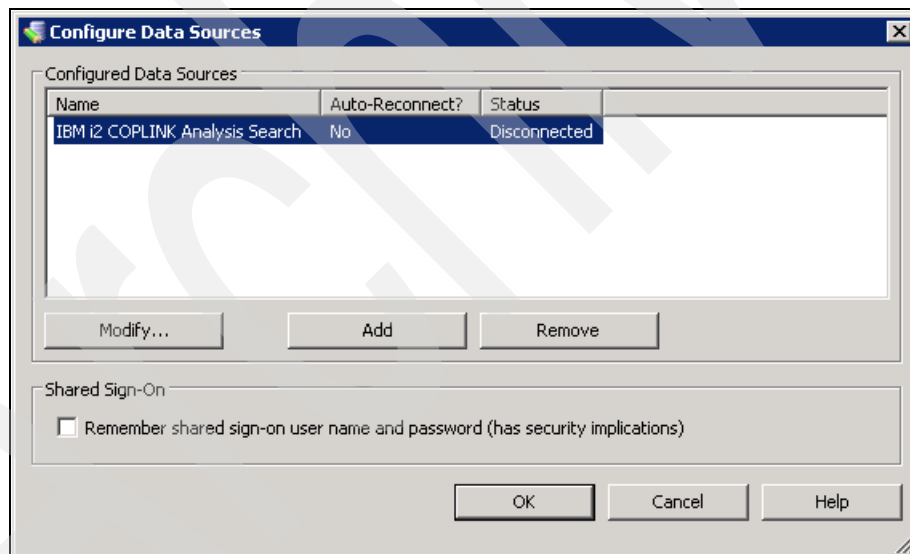 Configure Data Sources
Configured Data Sources
Name Auto-Reconnect? Status
IBM i2 COPLINK Analysis Search No Disconnected
Modify... Add Remove
Shared Sign-On
Remember shared sign-on user name and password (has security implications)
OK Cancel Help